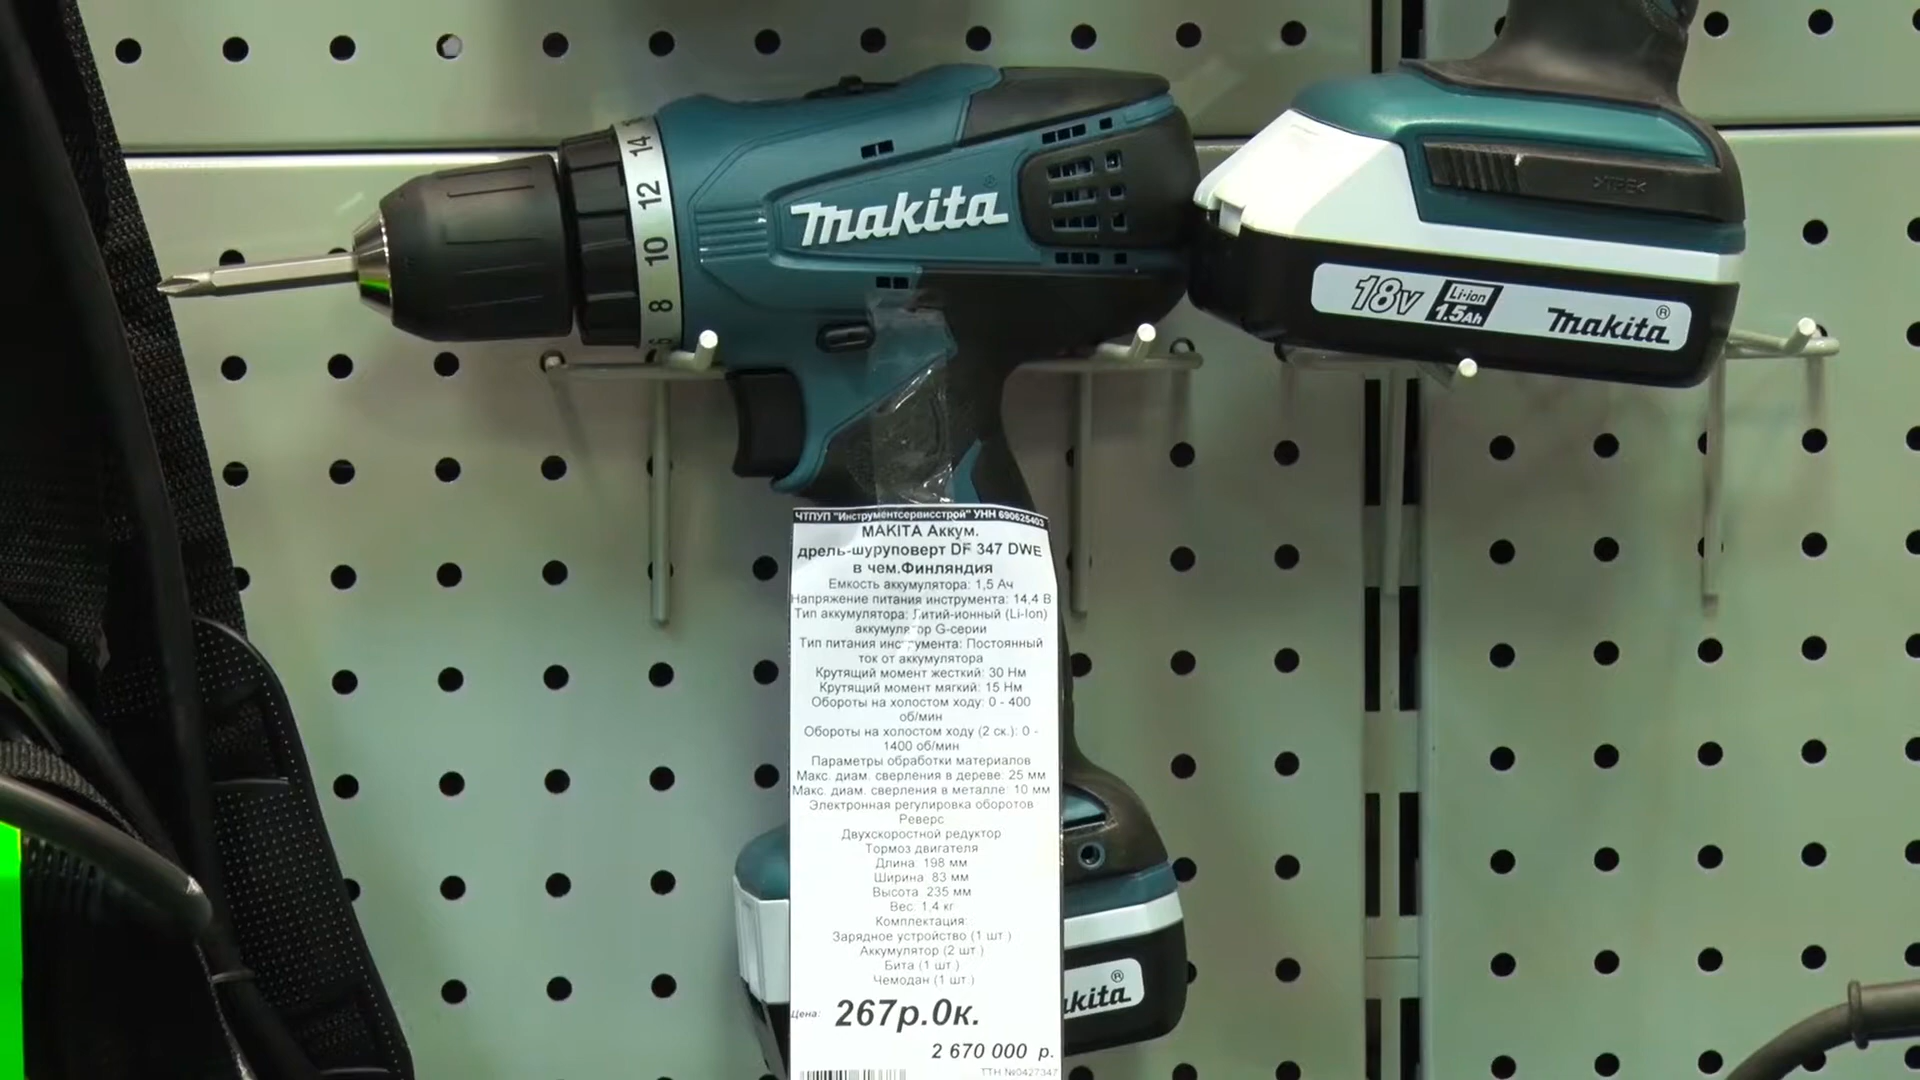 14
12
10
8
makita
18V Li-ion 1.5Ah makita®
>TPE<
ЧТПУП "Инструментсервисстрой" УНН 690625403
MAKITA Аккум.
дрель-шуруповерт DF 347 DWE
в чем.Финляндия
Емкость аккумулятора: 1,5 Ач
Напряжение питания инструмента: 14,4 В
Тип аккумулятора: Литий-ионный (Li-Ion)
аккумулятор G-серии
Тип питания инструмента: Постоянный
ток от аккумулятора
Крутящий момент жесткий: 30 Нм
Крутящий момент мягкий: 15 Нм
Обороты на холостом ходу: 0 - 400
об/мин
Обороты на холостом ходу (2 ск.): 0 -
1400 об/мин
Параметры обработки материалов
Макс. диам. сверления в дереве: 25 мм
Макс. диам. сверления в металле: 10 мм
Электронная регулировка оборотов
Реверс
Двухскоростной редуктор
Тормоз двигателя
Длина: 198 мм
Ширина 83 мм
Высота 235 мм
Вес: 1,4 кг
Комплектация:
Зарядное устройство (1 шт.)
Аккумулятор (2 шт.)
Бита (1 шт.)
Чемодан (1 шт.)
Цена: 267р.0к.
2 670 000 р.
ТТН №0427347
kita®